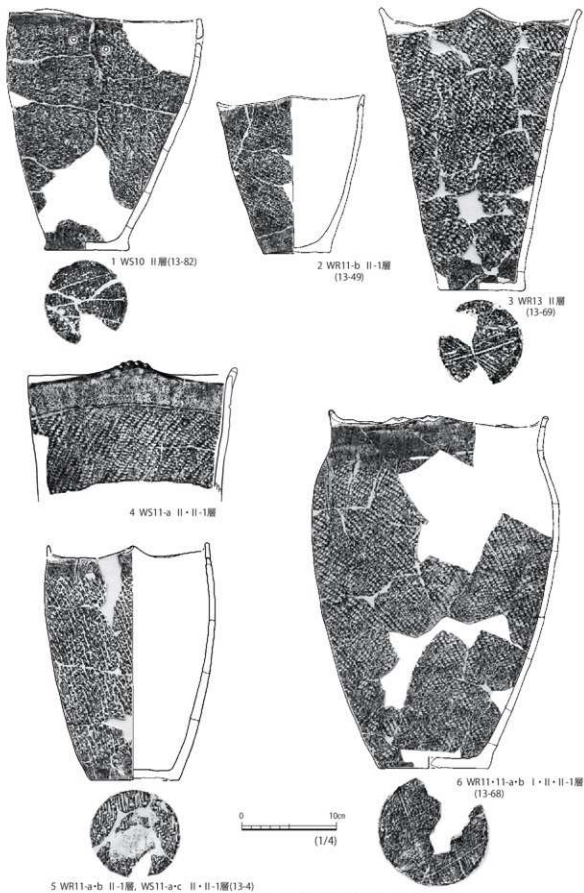 1 WS10 Ⅱ層(13-82)
2 WR11-b Ⅱ-1層
(13-49)
3 WR13 Ⅱ層
(13-69)
4 WS11-a Ⅱ・Ⅱ-1層
5 WR11-a・b Ⅱ-1層, WS11-a・c Ⅱ・Ⅱ-1層(13-4)
0 10cm
(1/4)
6 WR11・11-a・b Ⅰ・Ⅱ・Ⅱ-1層
(13-68)